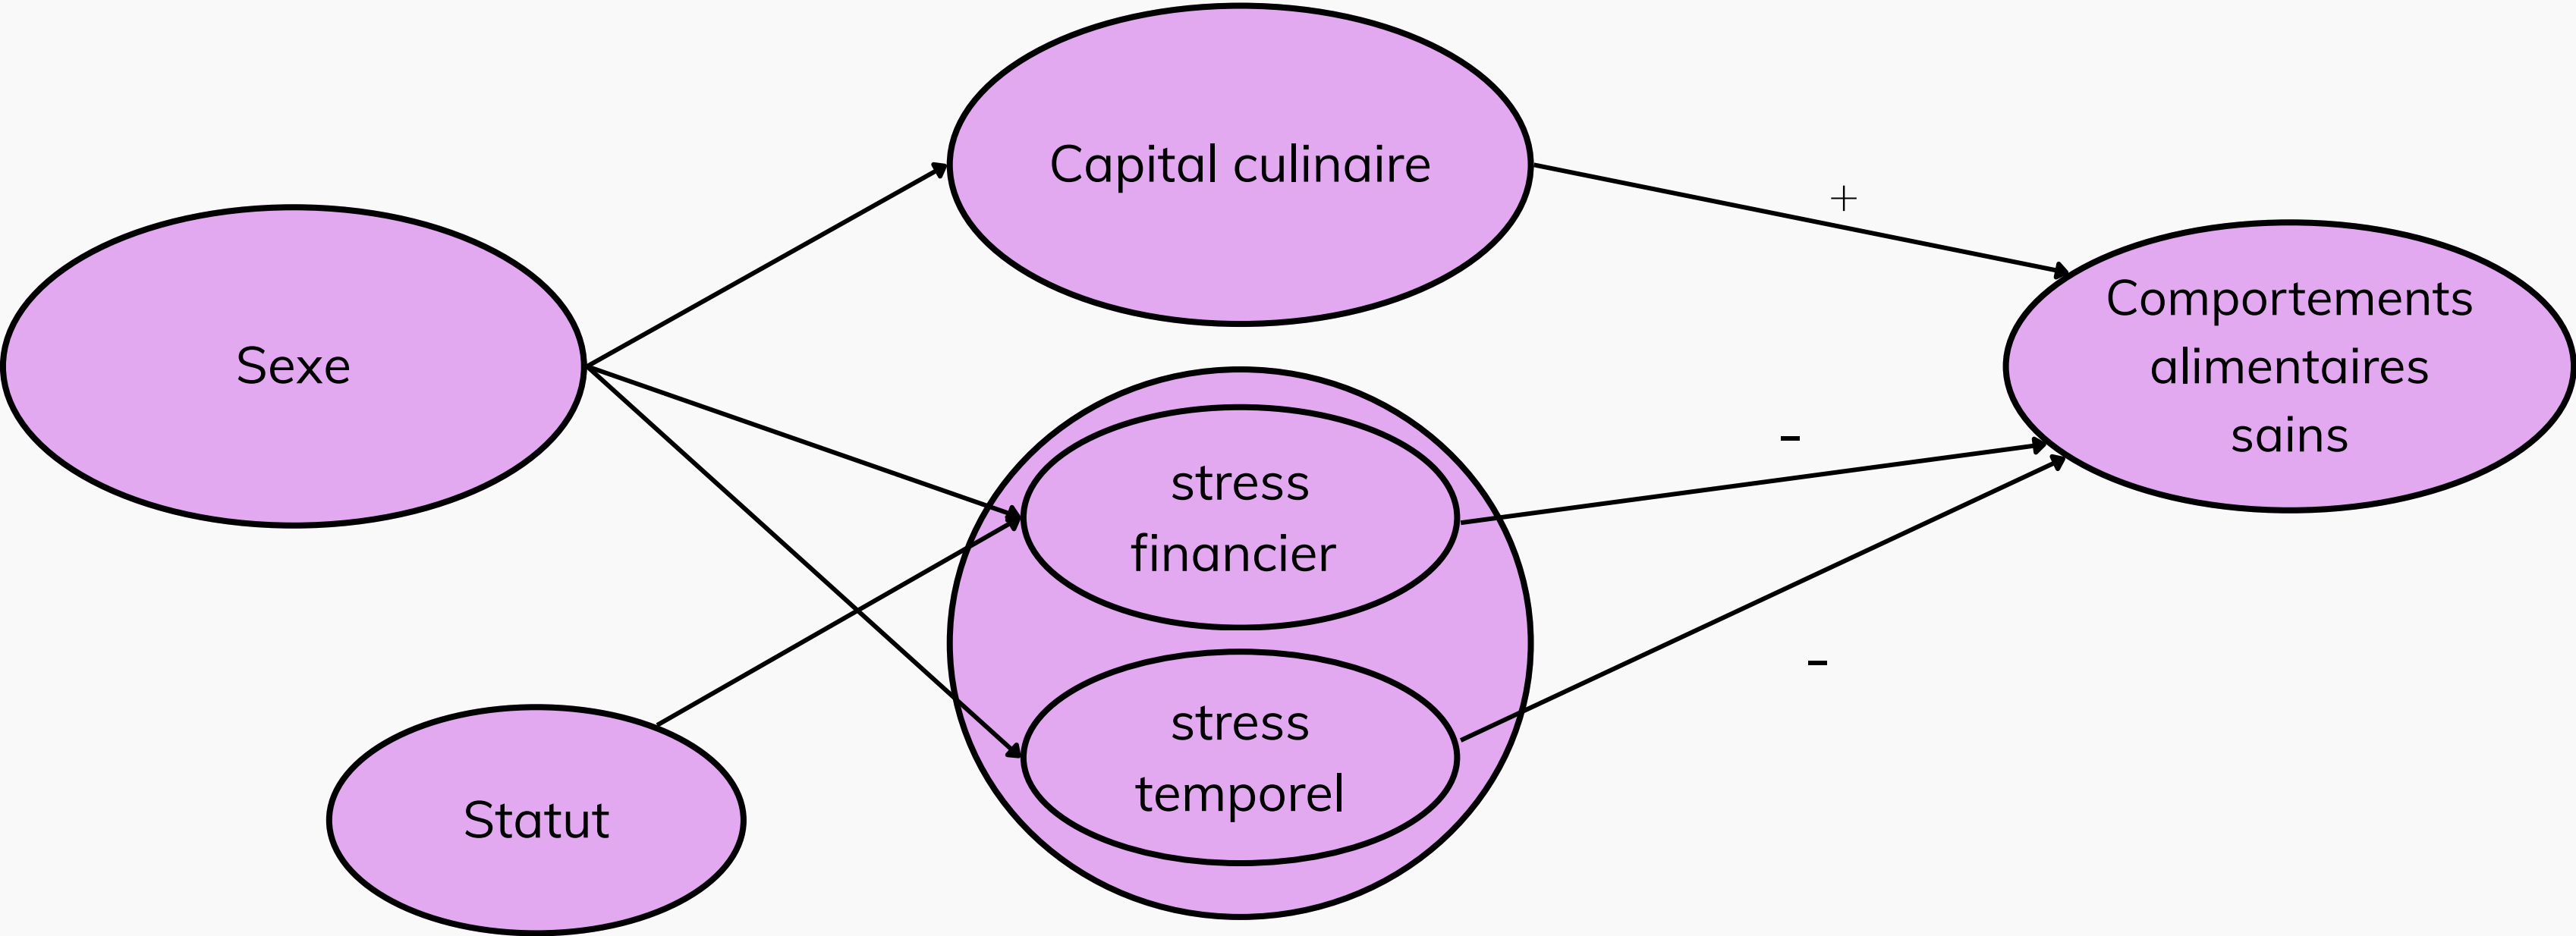 Capital culinaire
+
Sexe
Comportements
alimentaires
sains
stress
financier
-
stress
temporel
-
Statut